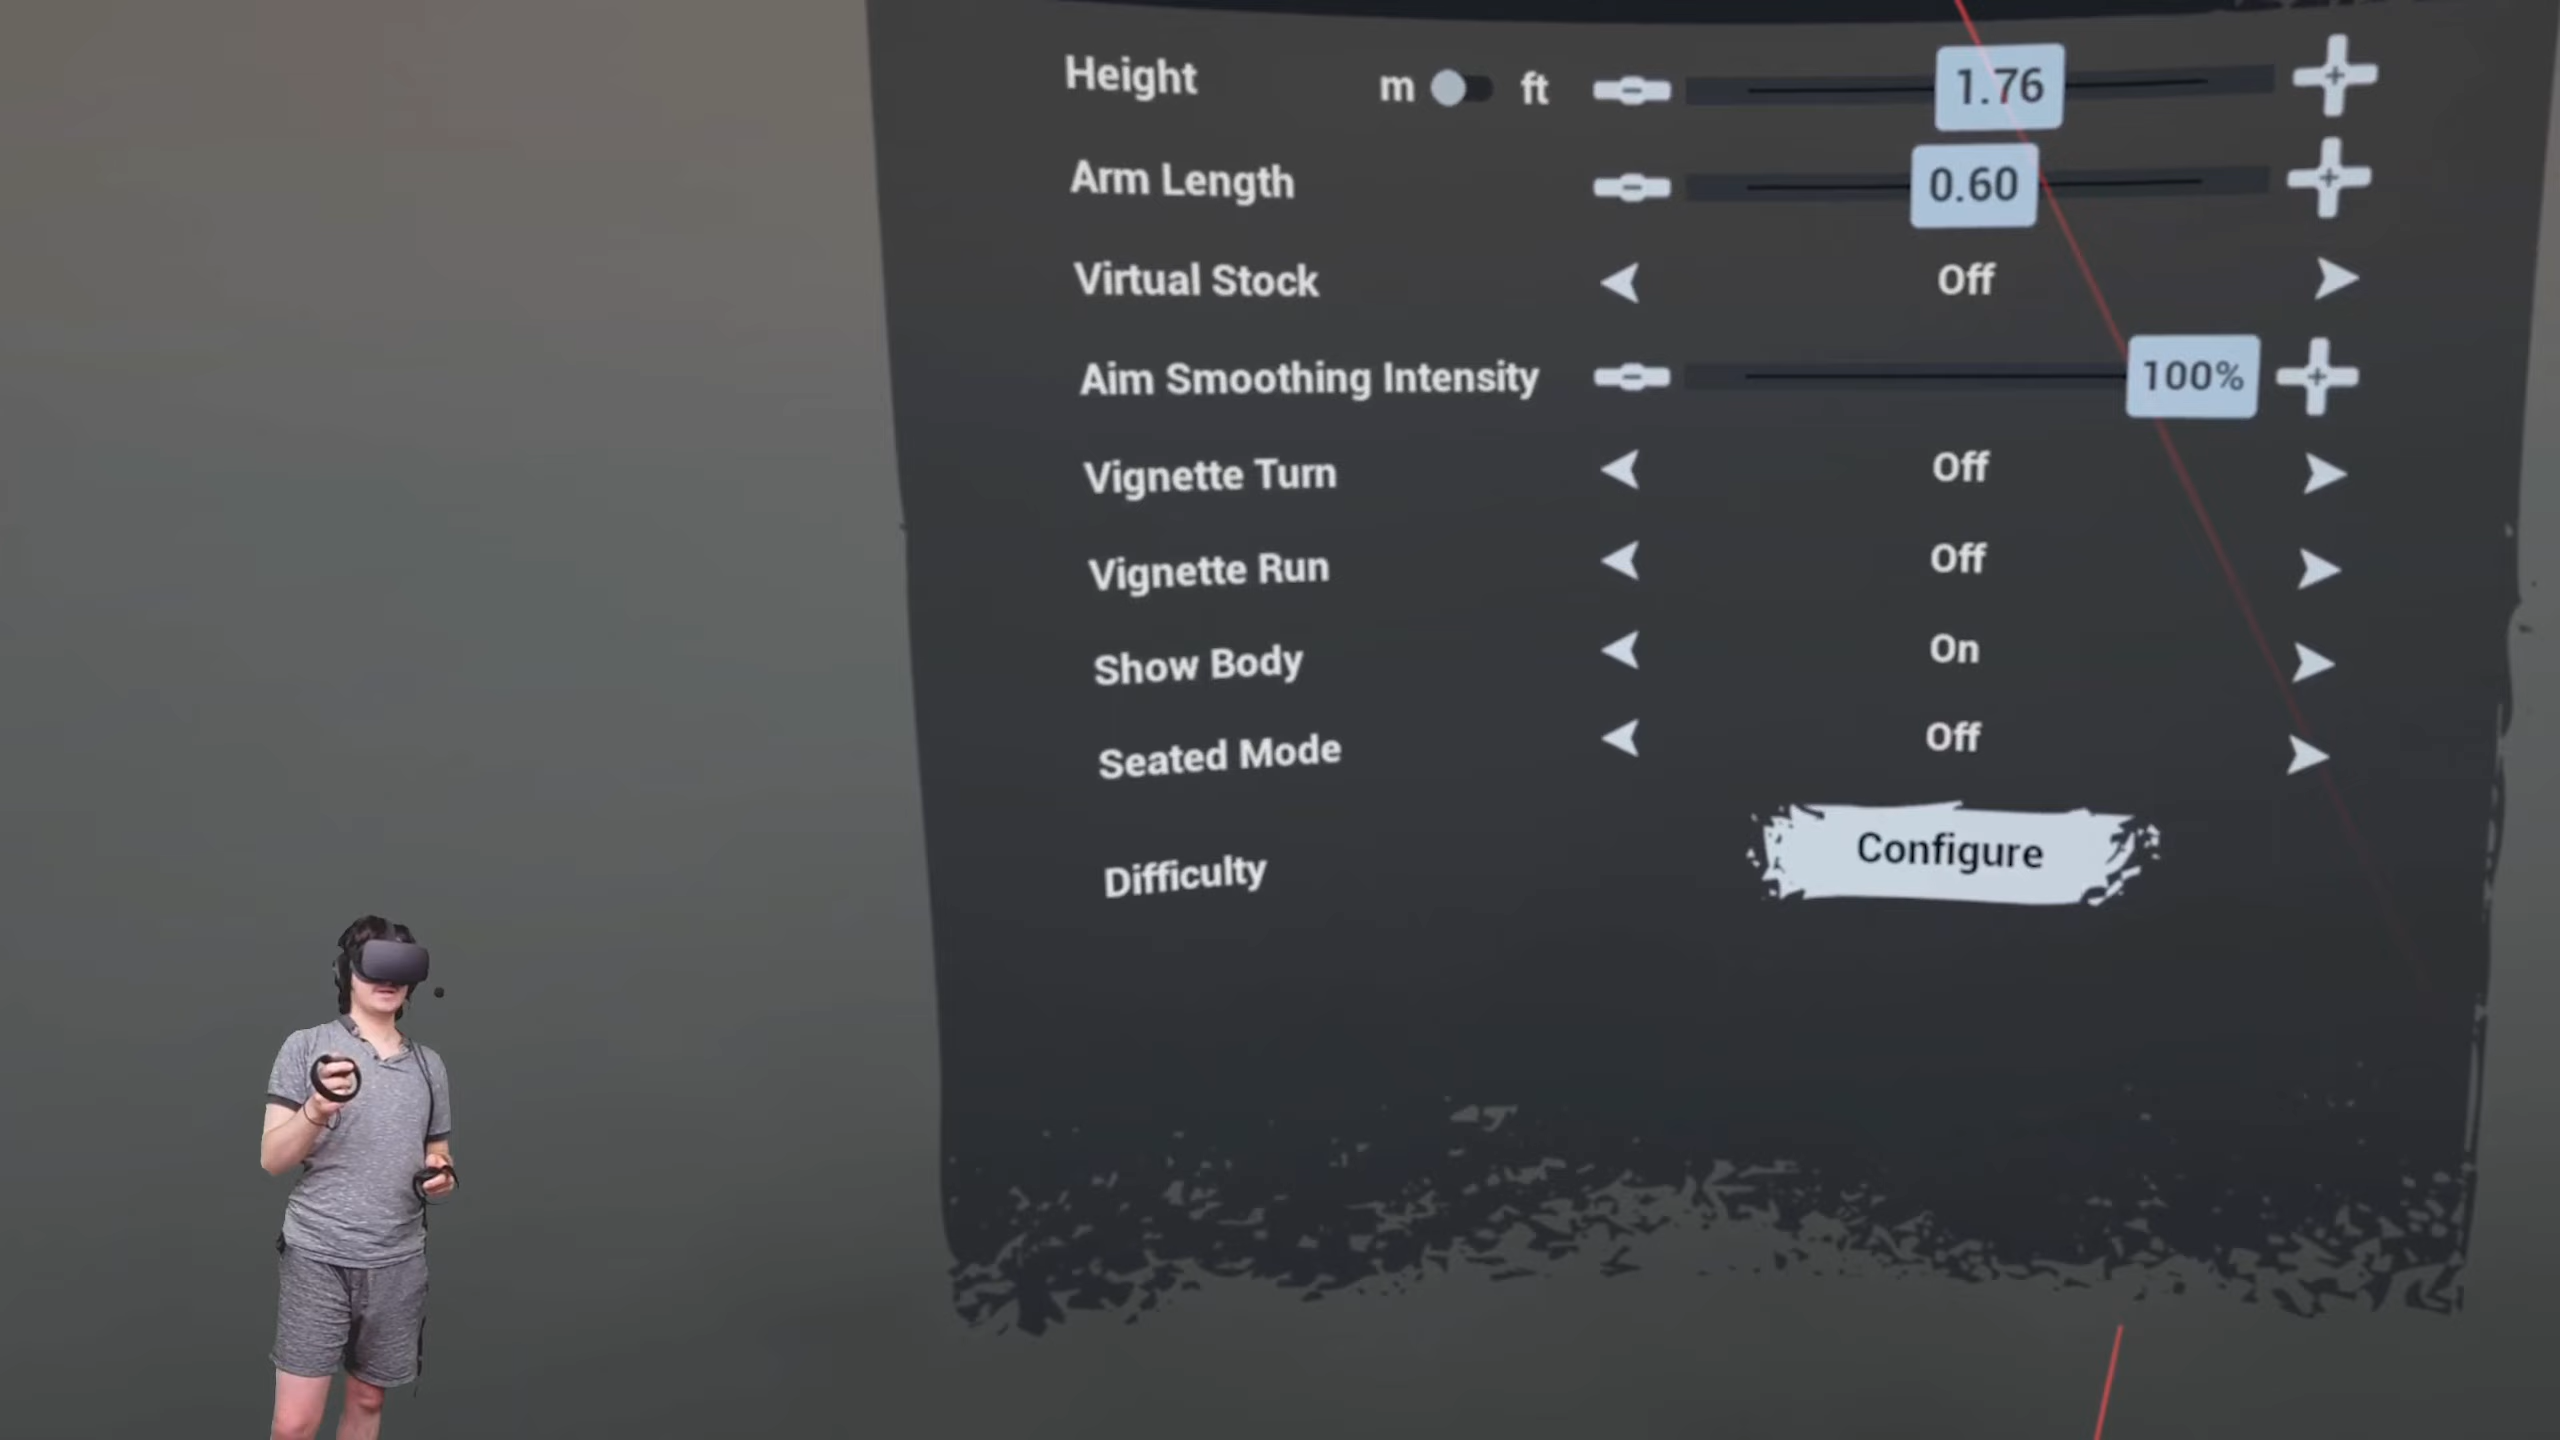 Height m ft 1.76
Arm Length 0.60
Virtual Stock Off
Aim Smoothing Intensity 100%
Vignette Turn Off
Vignette Run Off
Show Body On
Seated Mode Off
Difficulty Configure